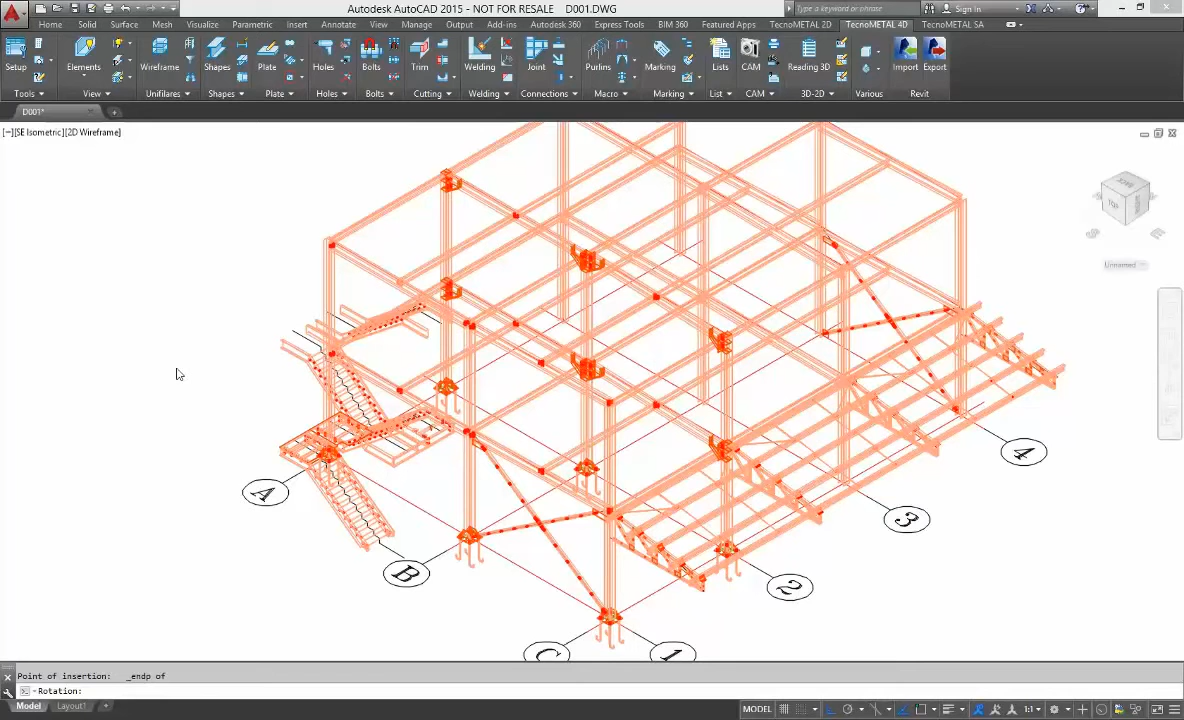 Autodesk AutoCAD 2015 - NOT FOR RESALE D001.DWG
Type a keyword or phrase
Sign In
Home Solid Surface Mesh Visualize Parametric Insert Annotate View Manage Output Add-ins Autodesk 360 Express Tools BIM 360 Featured Apps TecnoMETAL 2D TecnoMETAL 4D TecnoMETAL SA
Setup Elements Wireframe Shapes Plate Holes Bolts Trim Welding Joint Purlins Marking Lists CAM Reading 3D Import Export
Tools View Unifilares Shapes Plate Holes Bolts Cutting Welding Connections Macro Marking List CAM 3D-2D Various Revit
D001*
[−][SE Isometric][2D Wireframe]
TOP
Unnamed
A
B
C
1
2
3
4
Point of insertion: _endp of
Rotation:
Model Layout1 +
MODEL
1:1